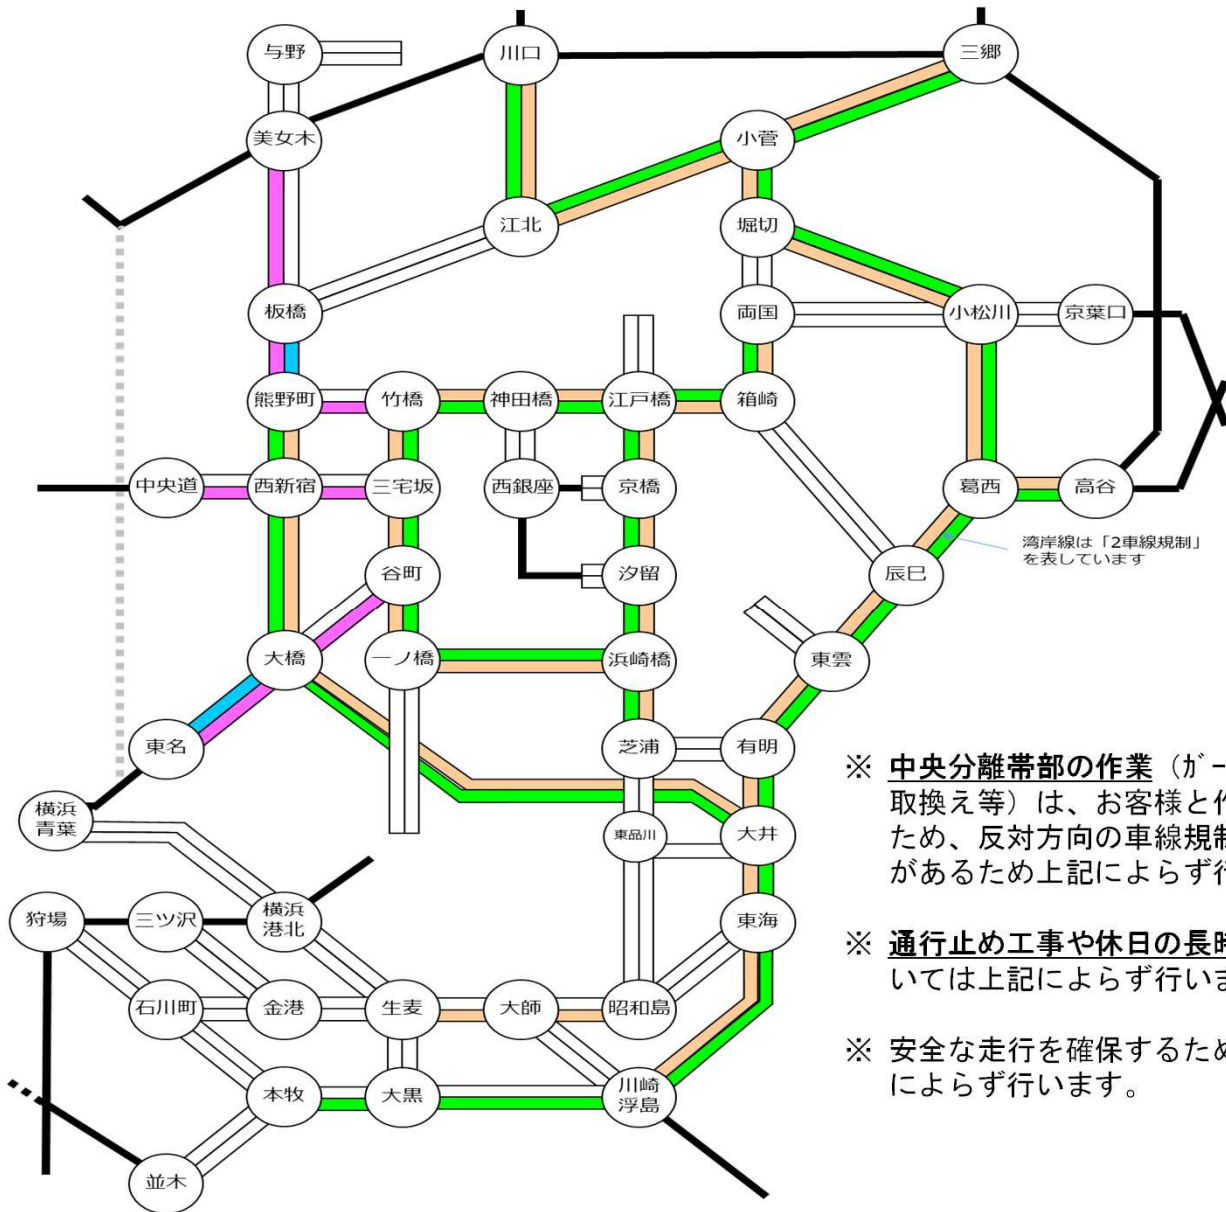 与野
川口
三郷
美女木
小菅
江北
堀切
板橋
両国
小松川
京葉口
熊野町
竹橋
神田橋
江戸橋
箱崎
中央道
西新宿
三宅坂
西銀座
京橋
葛西
高谷
湾岸線は「2車線規制」
を表しています
谷町
汐留
辰巳
大橋
一ノ橋
浜崎橋
東雲
東名
芝浦
有明
横浜
青葉
東品川
大井
狩場
三ツ沢
横浜
港北
東海
石川町
金港
生麦
大師
昭和島
本牧
大黒
川崎
浮島
並木
※ 中央分離帯部の作業（ｶﾞｰ
取換え等）は、お客様と作
ため、反対方向の車線規制
があるため上記によらず行
※ 通行止め工事や休日の長時
いては上記によらず行いま
※ 安全な走行を確保するため
によらず行います。